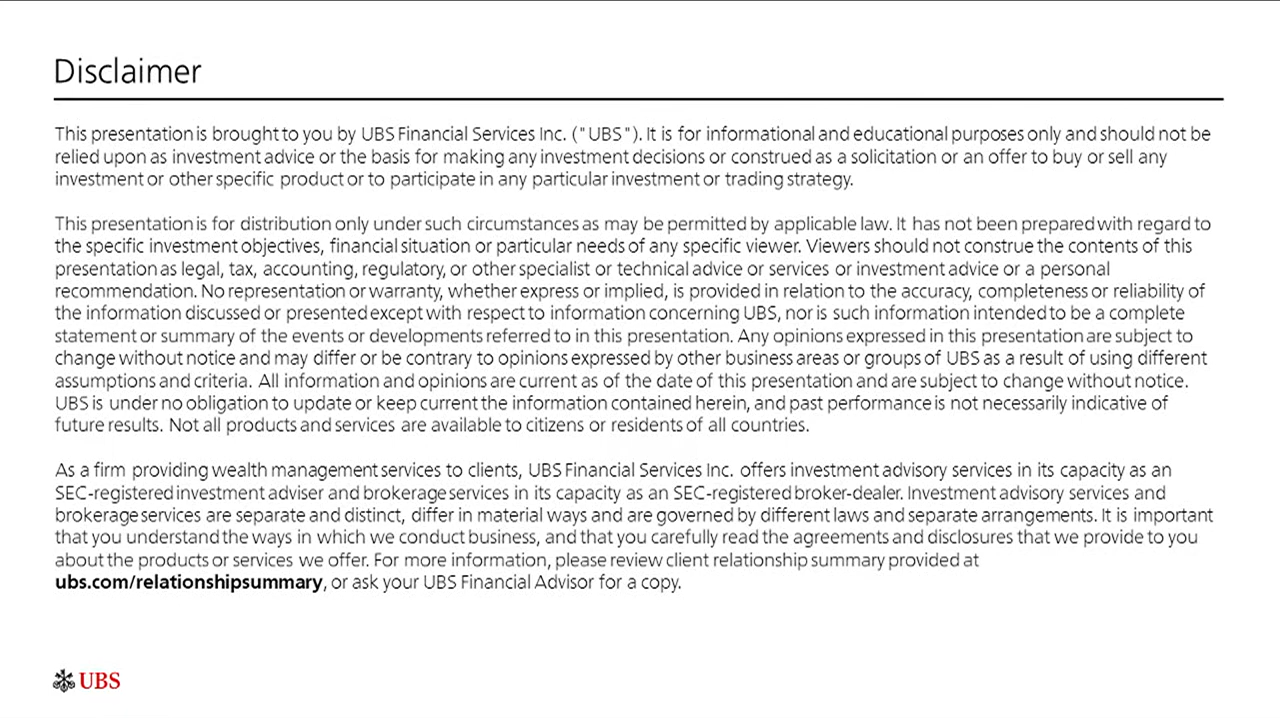 Disclaimer
This presentation is brought to you by UBS Financial Services Inc. ("UBS"). It is for informational and educational purposes only and should not be
relied upon as investment advice or the basis for making any investment decisions or construed as a solicitation or an offer to buy or sell any
investment or other specific product or to participate in any particular investment or trading strategy.
This presentation is for distribution only under such circumstances as may be permitted by applicable law. It has not been prepared with regard to
the specific investment objectives, financial situation or particular needs of any specific viewer. Viewers should not construe the contents of this
presentation as legal, tax, accounting, regulatory, or other specialist or technical advice or services or investment advice or a personal
recommendation. No representation or warranty, whether express or implied, is provided in relation to the accuracy, completeness or reliability of
the information discussed or presented except with respect to information concerning UBS, nor is such information intended to be a complete
statement or summary of the events or developments referred to in this presentation. Any opinions expressed in this presentation are subject to
change without notice and may differ or be contrary to opinions expressed by other business areas or groups of UBS as a result of using different
assumptions and criteria. All information and opinions are current as of the date of this presentation and are subject to change without notice.
UBS is under no obligation to update or keep current the information contained herein, and past performance is not necessarily indicative of
future results. Not all products and services are available to citizens or residents of all countries.
As a firm providing wealth management services to clients, UBS Financial Services Inc. offers investment advisory services in its capacity as an
SEC-registered investment adviser and brokerage services in its capacity as an SEC-registered broker-dealer. Investment advisory services and
brokerage services are separate and distinct, differ in material ways and are governed by different laws and separate arrangements. It is important
that you understand the ways in which we conduct business, and that you carefully read the agreements and disclosures that we provide to you
about the products or services we offer. For more information, please review client relationship summary provided at
ubs.com/relationshipsummary, or ask your UBS Financial Advisor for a copy.
UBS